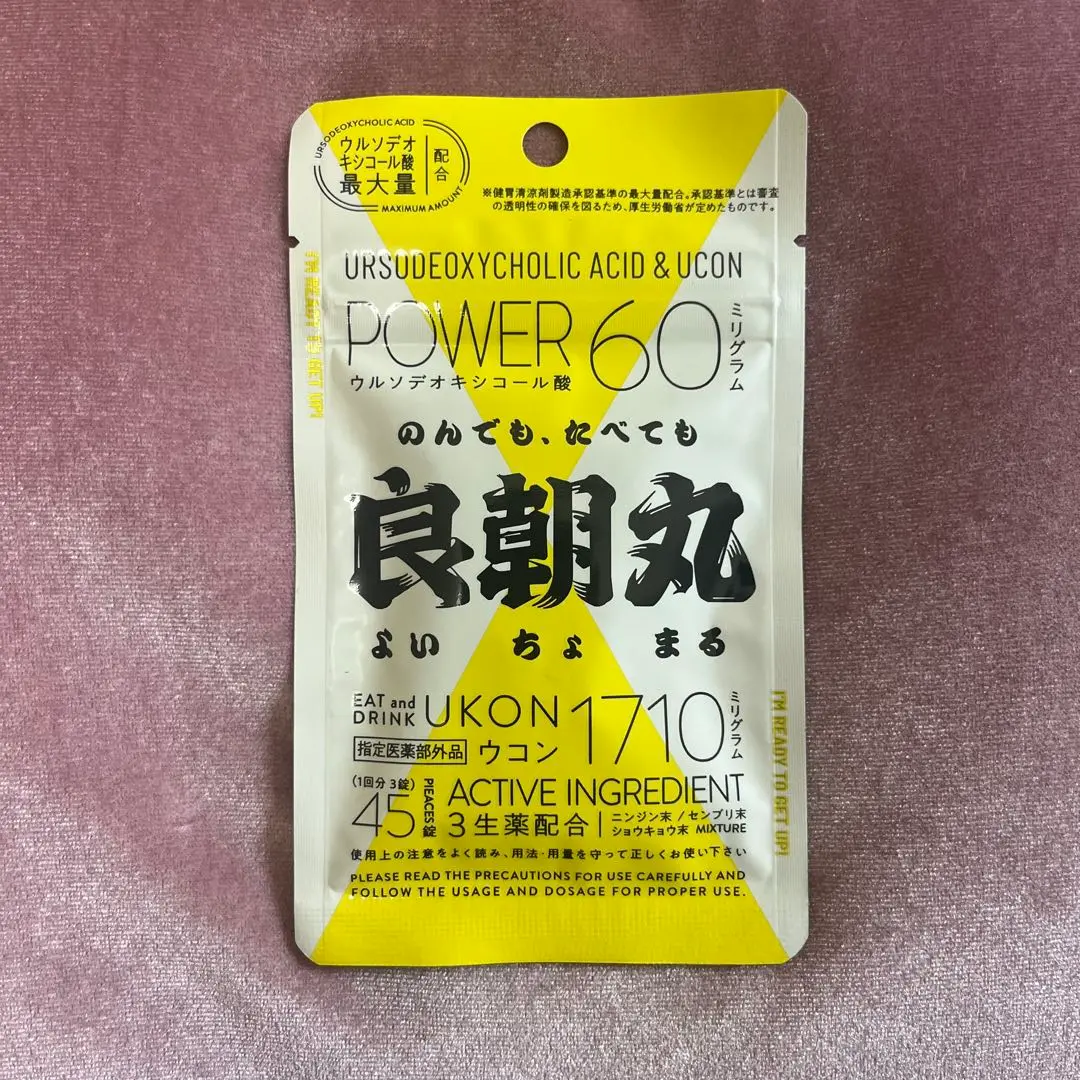 URSODEOXYCHOLIC ACID
ウルソデオ
キシコール酸
最大量
配合
MAXIMUM AMOUNT
※健胃清涼剤製造承認基準の最大量配合。承認基準とは審査
の透明性の確保を図るため、厚生労働省が定めたものです。
URSODEOXYCHOLIC ACID & UCON
POWER 60 ミリグラム
ウルソデオキシコール酸
のんでも、たべても
良朝丸
よい ちょ まる
EAT and
DRINK
UKON 1710 ミリグラム
指定医薬部外品 ウコン
(1回分 3錠)
45 PIEACES 錠
ACTIVE INGREDIENT
3生薬配合
ニンジン末 / センブリ末
ショウキョウ末 MIXTURE
使用上の注意をよく読み、用法・用量を守って正しくお使い下さい
PLEASE READ THE PRECAUTIONS FOR USE CAREFULLY AND
FOLLOW THE USAGE AND DOSAGE FOR PROPER USE.
I'M READY TO GET UP!
I'M READY TO GET UP!